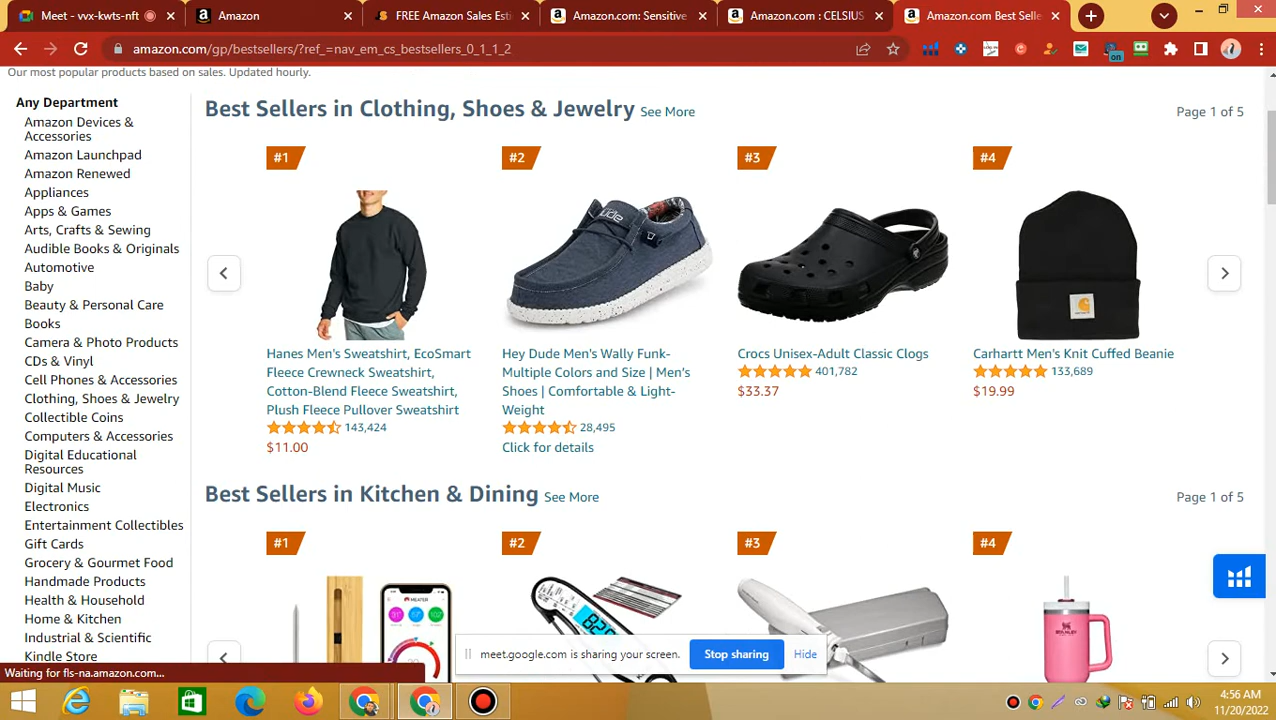 Meet - vvx-kwts-nft
Amazon
FREE Amazon Sales Esti
Amazon.com: Sensitive
Amazon.com : CELSIUS
Amazon.com Best Selle
amazon.com/gp/bestsellers/?ref_=nav_em_cs_bestsellers_0_1_1_2
on
Our most popular products based on sales. Updated hourly.
Any Department
Amazon Devices &
Accessories
Amazon Launchpad
Amazon Renewed
Appliances
Apps & Games
Arts, Crafts & Sewing
Audible Books & Originals
Automotive
Baby
Beauty & Personal Care
Books
Camera & Photo Products
CDs & Vinyl
Cell Phones & Accessories
Clothing, Shoes & Jewelry
Collectible Coins
Computers & Accessories
Digital Educational
Resources
Digital Music
Electronics
Entertainment Collectibles
Gift Cards
Grocery & Gourmet Food
Handmade Products
Health & Household
Home & Kitchen
Industrial & Scientific
Kindle Store
Best Sellers in Clothing, Shoes & Jewelry See More
Page 1 of 5
#1
Hanes Men's Sweatshirt, EcoSmart
Fleece Crewneck Sweatshirt,
Cotton-Blend Fleece Sweatshirt,
Plush Fleece Pullover Sweatshirt
143,424
$11.00
#2
Hey Dude Men's Wally Funk-
Multiple Colors and Size | Men's
Shoes | Comfortable & Light-
Weight
28,495
Click for details
#3
Crocs Unisex-Adult Classic Clogs
401,782
$33.37
#4
Carhartt Men's Knit Cuffed Beanie
133,689
$19.99
Best Sellers in Kitchen & Dining See More
Page 1 of 5
#1
MEATER
#2
#3
#4
STANLEY
meet.google.com is sharing your screen.
Stop sharing
Hide
Waiting for fls-na.amazon.com...
4:56 AM
11/20/2022